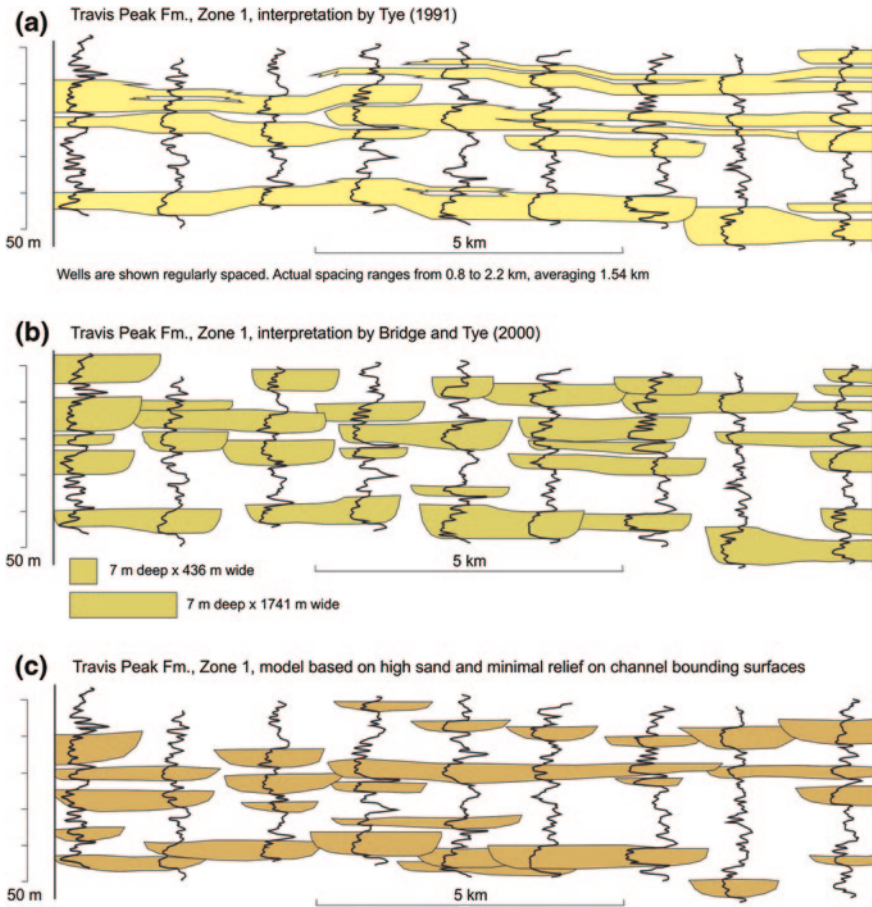 (a) Travis Peak Fm., Zone 1, interpretation by Tye (1991)
50 m
5 km
Wells are shown regularly spaced. Actual spacing ranges from 0.8 to 2.2 km, averaging 1.54 km
(b) Travis Peak Fm., Zone 1, interpretation by Bridge and Tye (2000)
50 m
5 km
7 m deep x 436 m wide
7 m deep x 1741 m wide
(c) Travis Peak Fm., Zone 1, model based on high sand and minimal relief on channel bounding surfaces
50 m
5 km